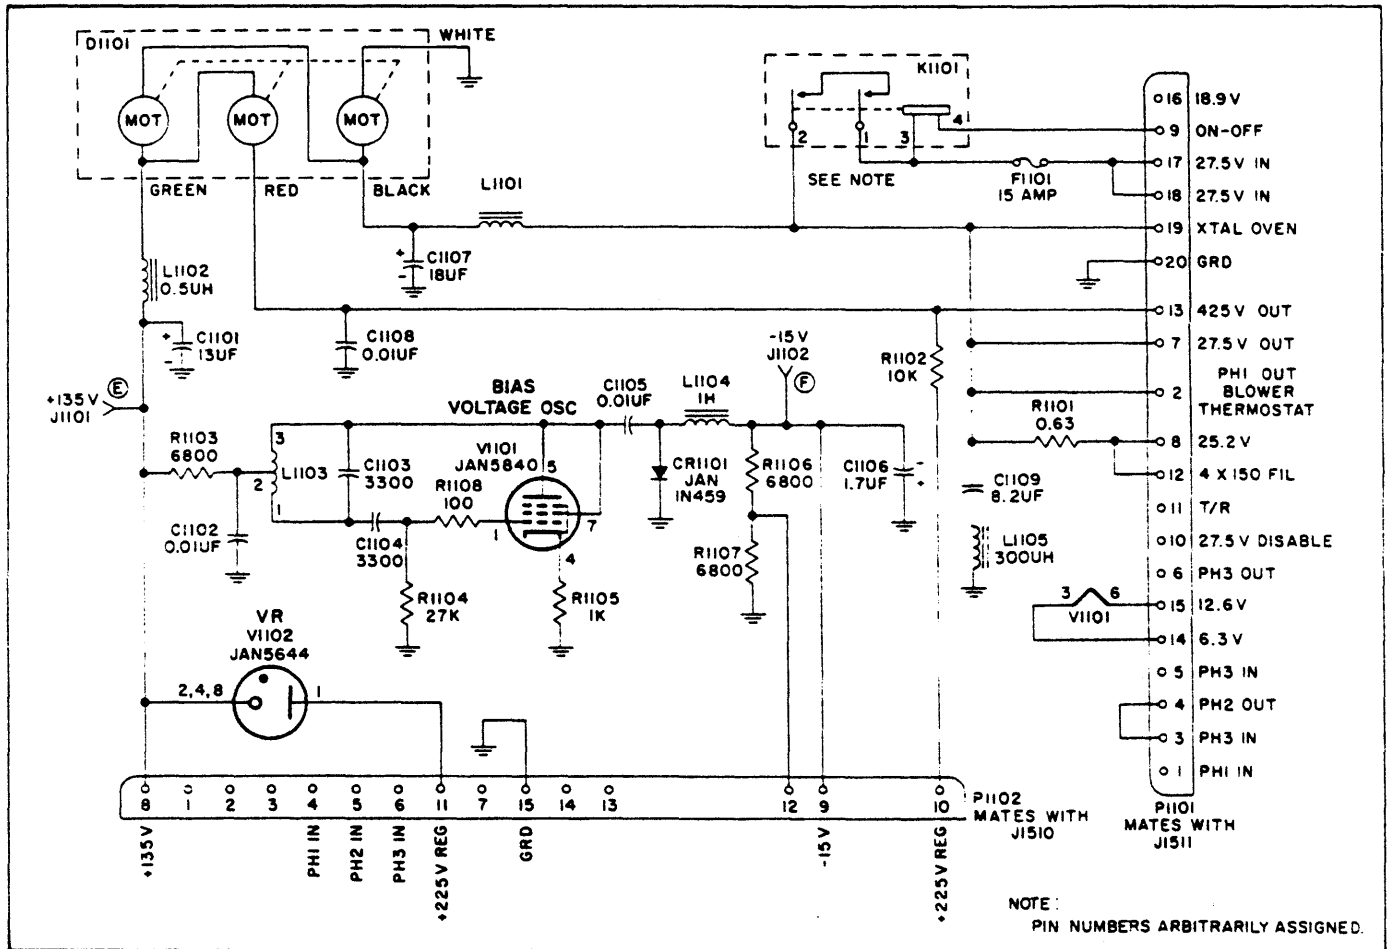 D1101
WHITE
MOT
MOT
MOT
GREEN
RED
BLACK
L1101
K1101
2
1
3
4
SEE NOTE
F1101
15 AMP
16 18.9V
9 ON-OFF
17 27.5V IN
18 27.5V IN
19 XTAL OVEN
20 GRD
13 425V OUT
7 27.5V OUT
PH1 OUT
2 BLOWER
THERMOSTAT
8 25.2V
12 4 X 150 FIL
11 T/R
10 27.5V DISABLE
6 PH3 OUT
15 12.6V
14 6.3V
5 PH3 IN
4 PH2 OUT
3 PH3 IN
1 PH1 IN
P1101
MATES WITH
J1511
L1102
0.5UH
+
-
C1107
18UF
+
-
C1101
13UF
C1108
0.01UF
+135V
J1101
E
-15V
J1102
F
R1102
10K
R1101
0.63
BIAS
VOLTAGE OSC
C1105
0.01UF
L1104
1H
R1103
6800
3
L1103
2
1
C1103
3300
V1101
JAN5840
5
R1108
100
1
7
4
CR1101
JAN
IN459
R1106
6800
C1106
1.7UF
-
+
C1109
8.2UF
L1105
300UH
C1102
0.01UF
C1104
3300
R1104
27K
R1105
1K
R1107
6800
3
6
V1101
VR
V1102
JAN5644
2,4,8
1
8 1 2 3 4 5 6 11 7 15 14 13 12 9 10
P1102
MATES WITH
J1510
+135V
PH1 IN
PH2 IN
PH3 IN
+225V REG
GRD
-15V
+225V REG
NOTE:
PIN NUMBERS ARBITRARILY ASSIGNED.